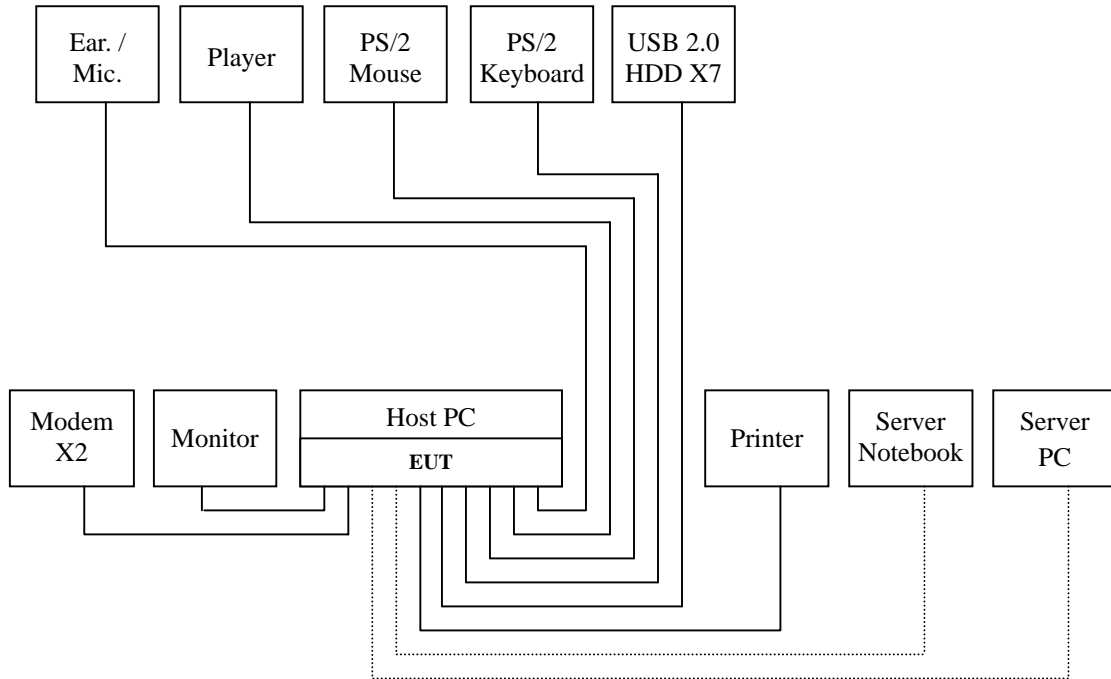 Ear. /
Mic.
Player
PS/2
Mouse
PS/2
Keyboard
USB 2.0
HDD X7
Modem
X2
Monitor
Host PC
EUT
Printer
Server
Notebook
Server
PC